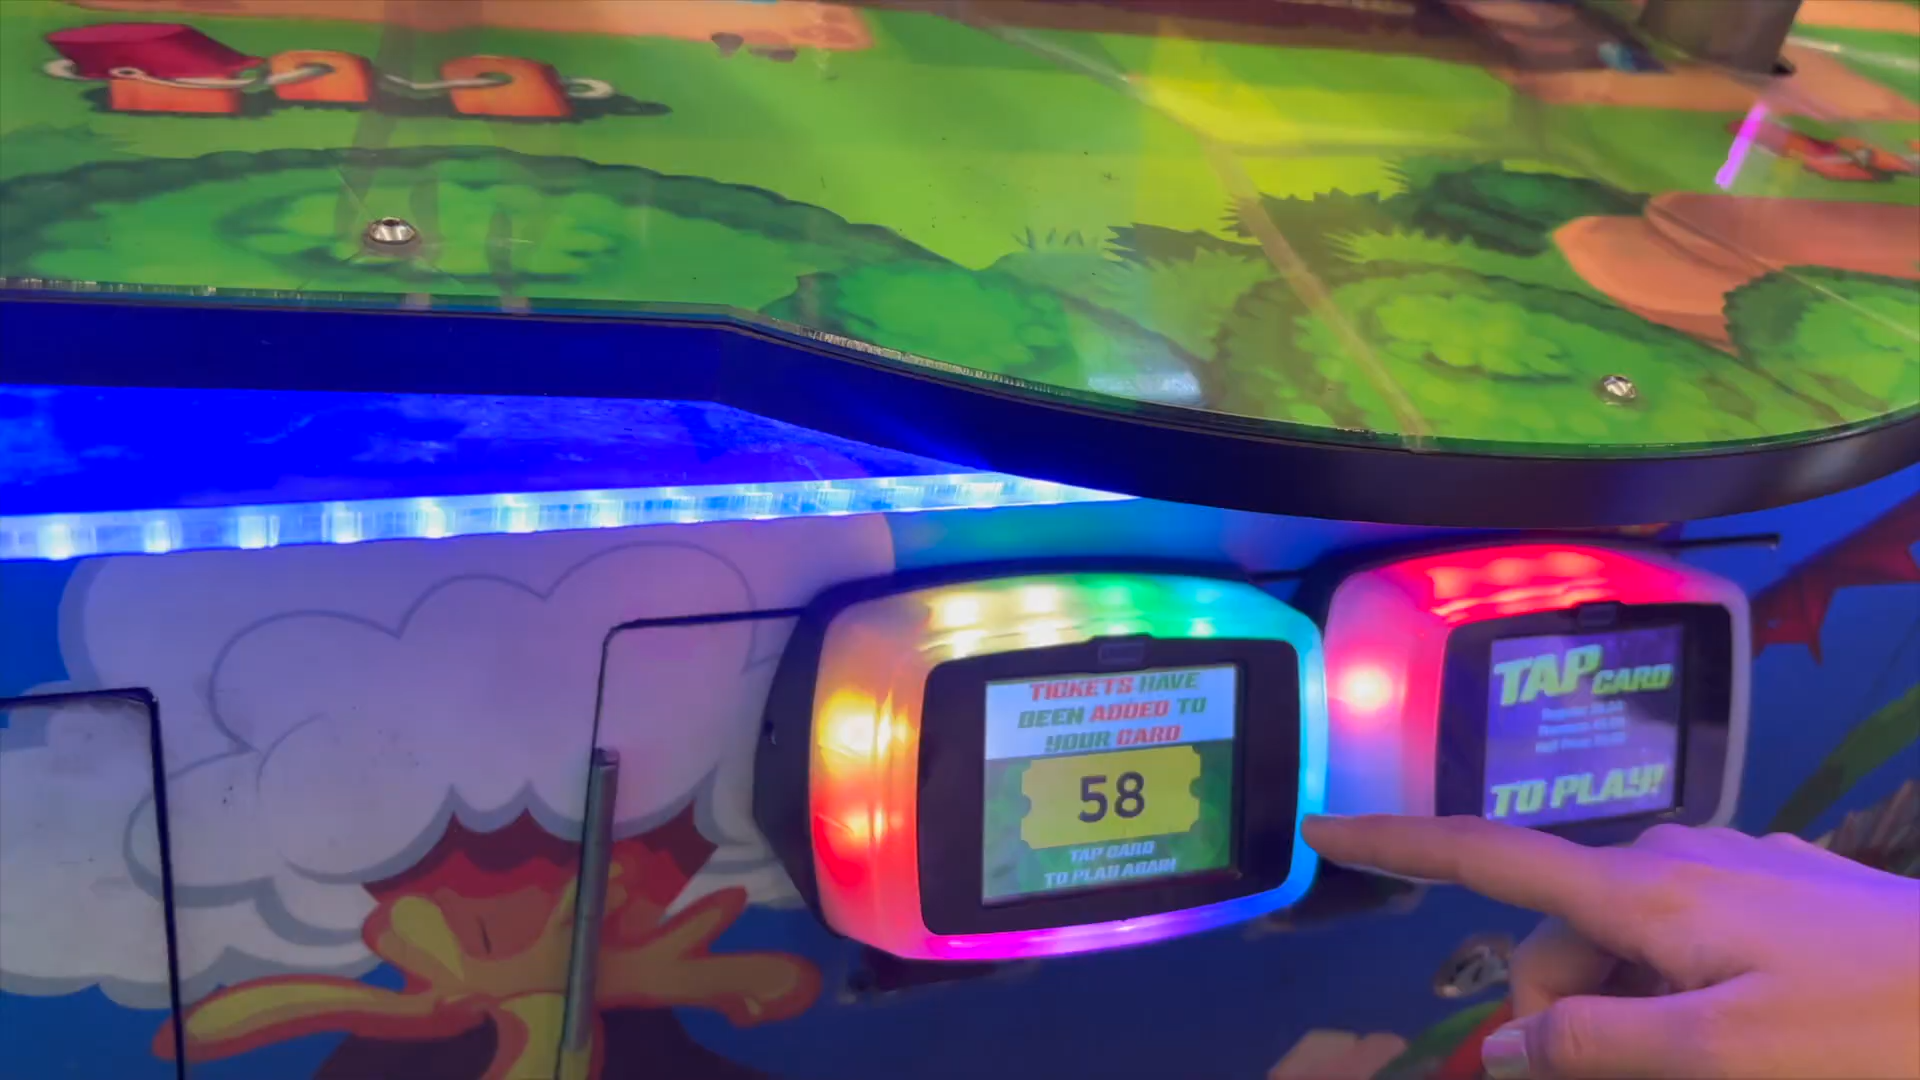 TICKETS HAVE
BEEN ADDED TO
YOUR CARD
58
TAP CARD
TO PLAY AGAIN
TAP CARD
TO PLAY!